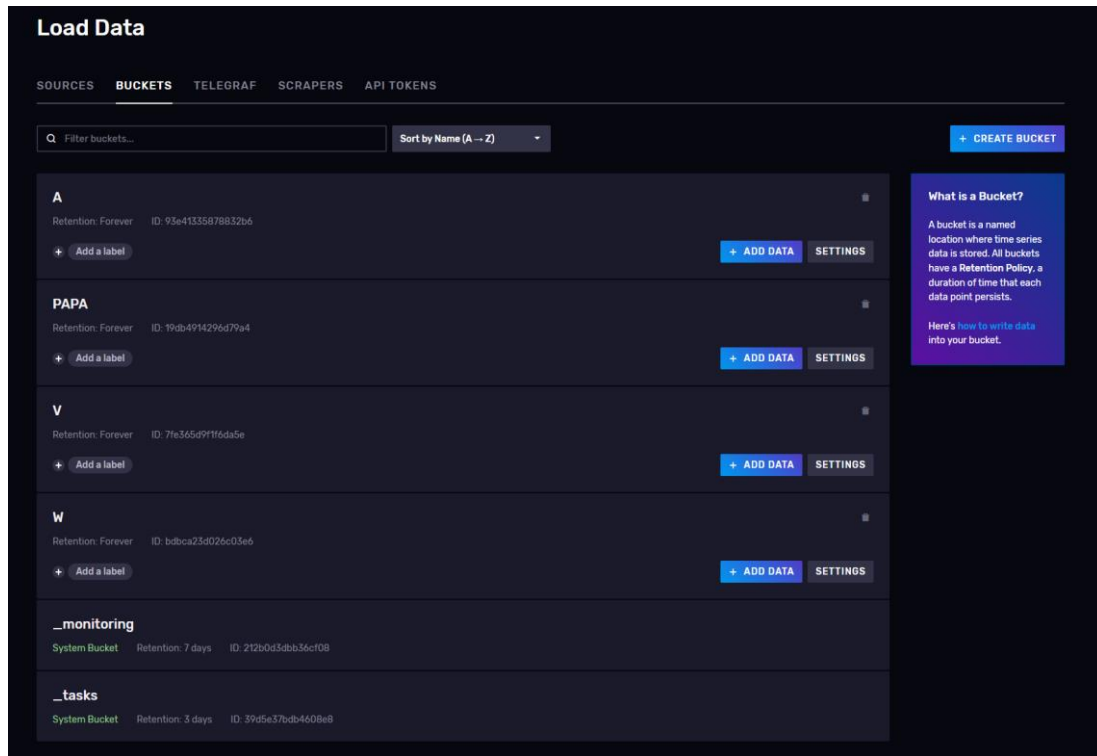 Load Data
SOURCES BUCKETS TELEGRAF SCRAPERS API TOKENS
Filter buckets...
Sort by Name (A → Z)
+ CREATE BUCKET
A
Retention: Forever ID: 93e41335878832b6
+ Add a label
+ ADD DATA SETTINGS
PAPA
Retention: Forever ID: 19db4914296d79a4
+ Add a label
+ ADD DATA SETTINGS
V
Retention: Forever ID: 7fe365d9f1f6da5e
+ Add a label
+ ADD DATA SETTINGS
W
Retention: Forever ID: bdbca23d026c03e6
+ Add a label
+ ADD DATA SETTINGS
_monitoring
System Bucket Retention: 7 days ID: 212b0d3dbb36cf08
_tasks
System Bucket Retention: 3 days ID: 39d5e37bdb4608e8
What is a Bucket?
A bucket is a named
location where time series
data is stored. All buckets
have a Retention Policy, a
duration of time that each
data point persists.
Here's how to write data
into your bucket.